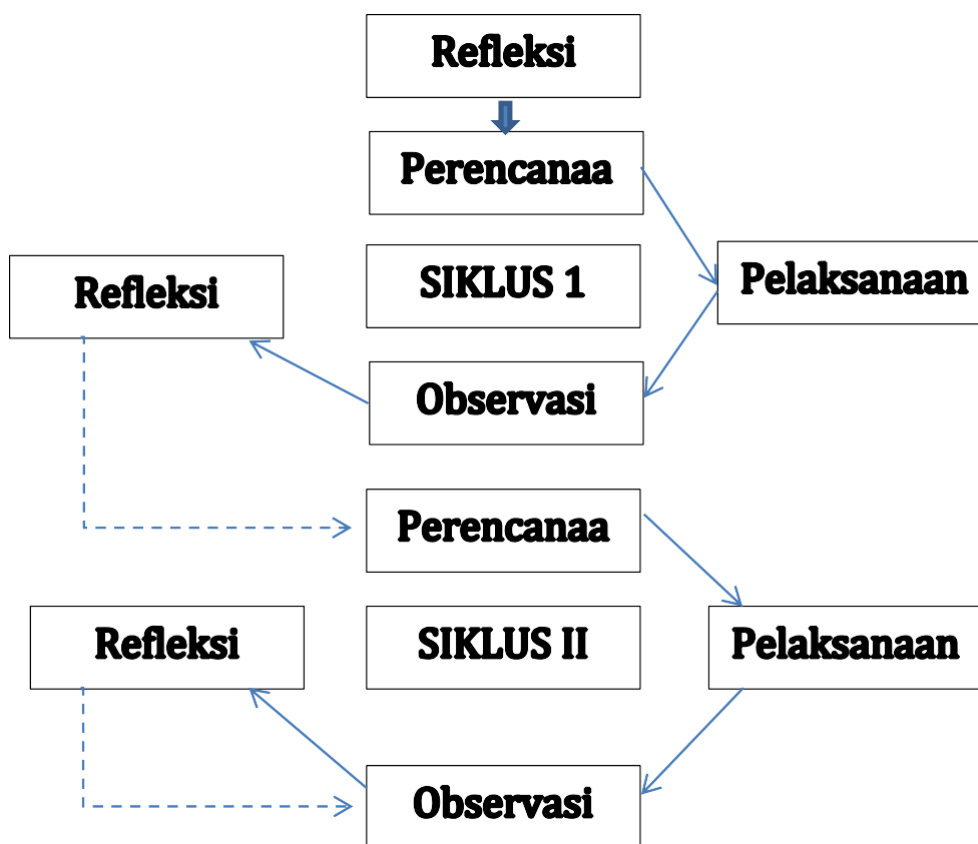 Refleksi
Perencanaa
Refleksi
SIKLUS 1
Pelaksanaan
Observasi
Perencanaa
Refleksi
SIKLUS II
Pelaksanaan
Observasi